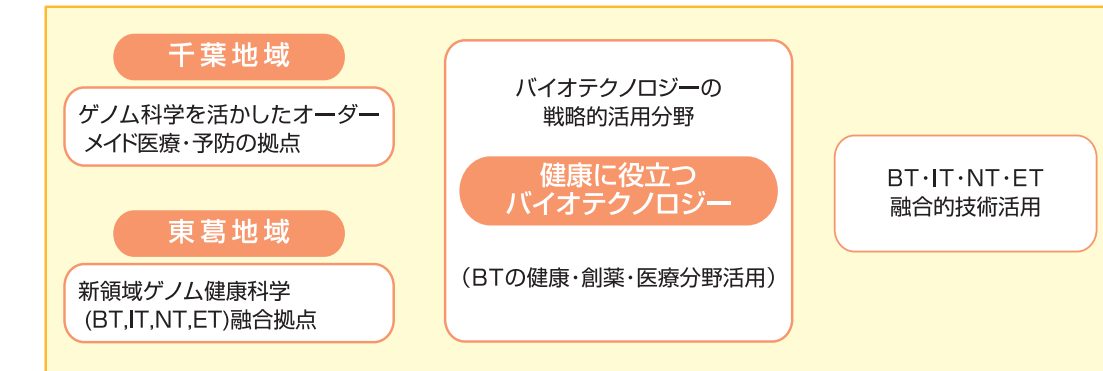 千葉地域
ゲノム科学を活かしたオーダー
メイド医療・予防の拠点
東葛地域
新領域ゲノム健康科学
(BT,IT,NT,ET)融合拠点
バイオテクノロジーの
戦略的活用分野
健康に役立つ
バイオテクノロジー
(BTの健康・創薬・医療分野活用)
BT・IT・NT・ET
融合的技術活用